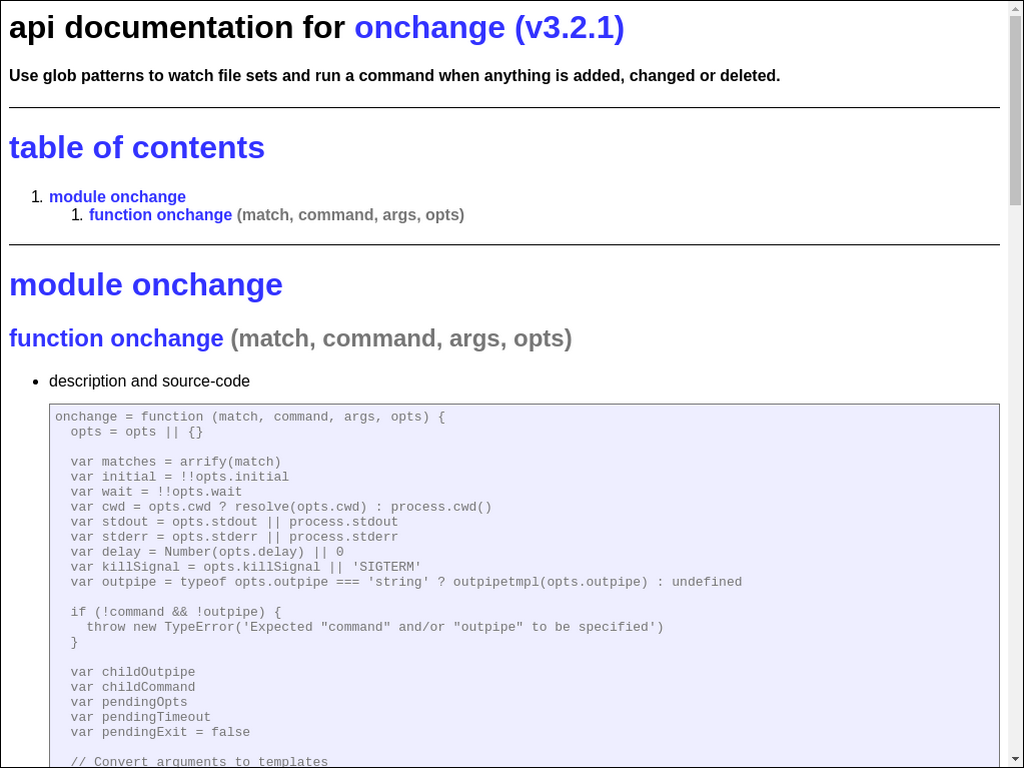 api documentation for onchange (v3.2.1)
Use glob patterns to watch file sets and run a command when anything is added, changed or deleted.
table of contents
1. module onchange
1. function onchange (match, command, args, opts)
module onchange
function onchange (match, command, args, opts)
• description and source-code
onchange = function (match, command, args, opts) {
  opts = opts || {}

  var matches = arrify(match)
  var initial = !!opts.initial
  var wait = !!opts.wait
  var cwd = opts.cwd ? resolve(opts.cwd) : process.cwd()
  var stdout = opts.stdout || process.stdout
  var stderr = opts.stderr || process.stderr
  var delay = Number(opts.delay) || 0
  var killSignal = opts.killSignal || 'SIGTERM'
  var outpipe = typeof opts.outpipe === 'string' ? outpipetmpl(opts.outpipe) : undefined

  if (!command && !outpipe) {
    throw new TypeError('Expected "command" and/or "outpipe" to be specified')
  }

  var childOutpipe
  var childCommand
  var pendingOpts
  var pendingTimeout
  var pendingExit = false

  // Convert arguments to templates